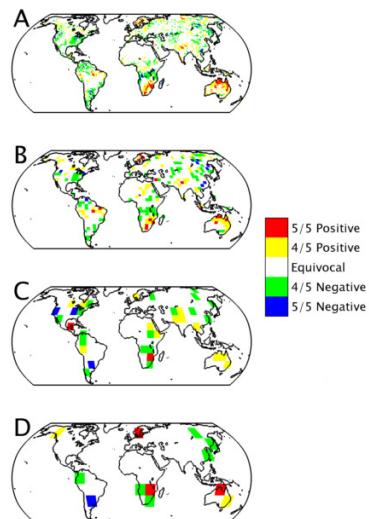 A
B
5/5 Positive
4/5 Positive
Equivocal
4/5 Negative
5/5 Negative
C
D